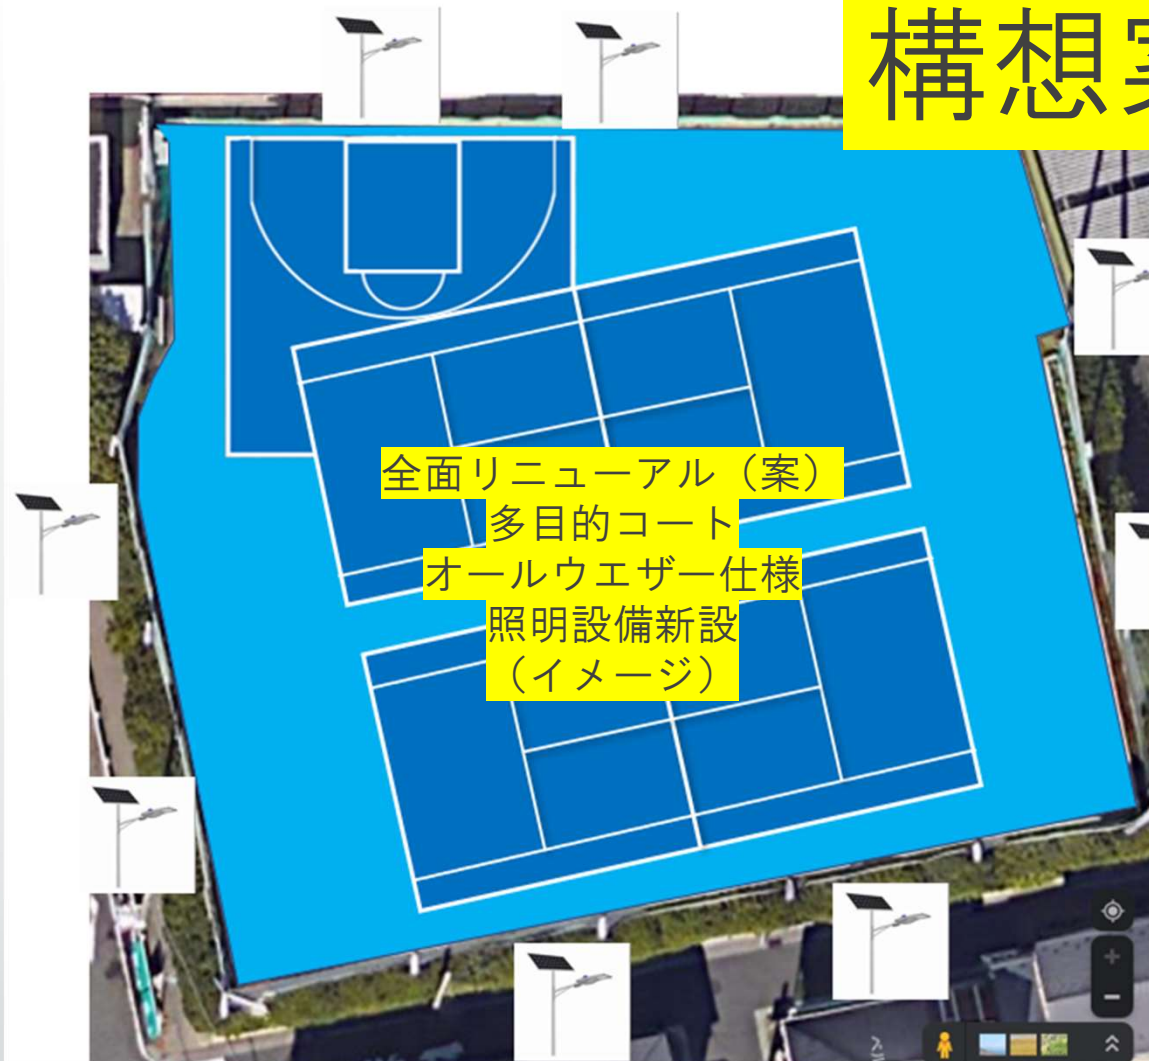 構想案
全面リニューアル（案）
多目的コート
オールウエザー仕様
照明設備新設
（イメージ）